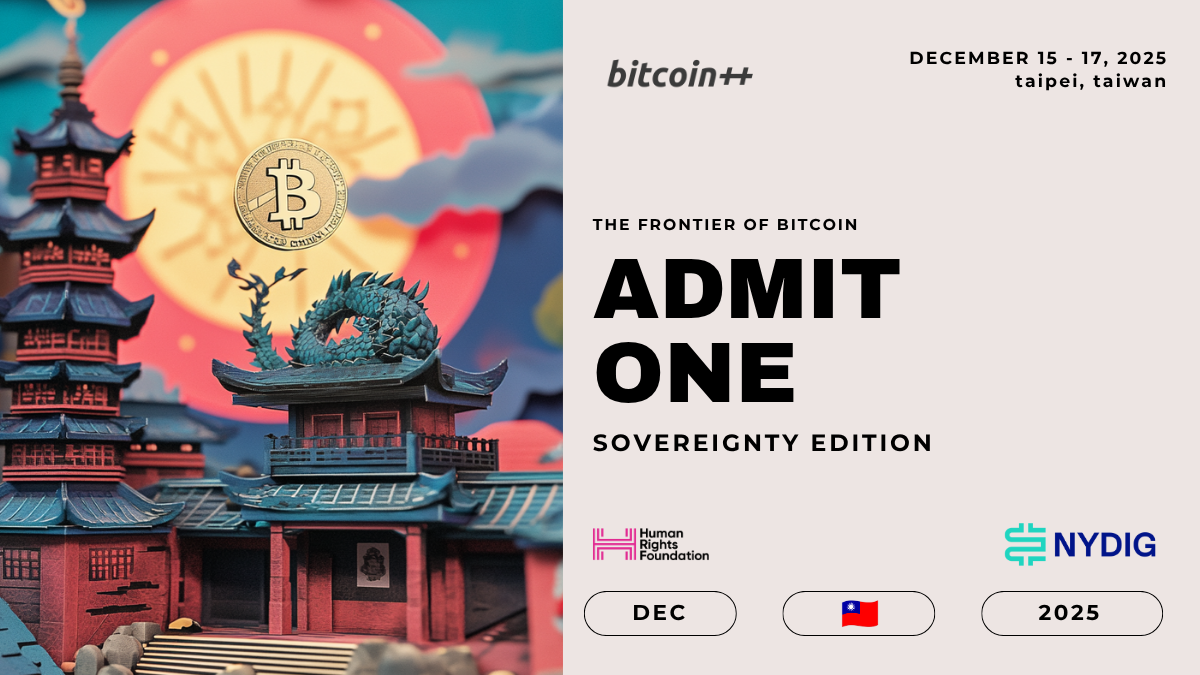 bitcoin++
DECEMBER 15 - 17, 2025
taipei, taiwan
THE FRONTIER OF BITCOIN
ADMIT
ONE
SOVEREIGNTY EDITION
Human
Rights
Foundation
NYDIG
DEC
2025